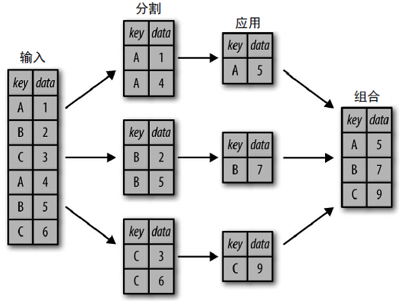 输入
key data
A 1
B 2
C 3
A 4
B 5
C 6
分割
key data
A 1
A 4
key data
B 2
B 5
key data
C 3
C 6
应用
key data
A 5
key data
B 7
key data
C 9
组合
key data
A 5
B 7
C 9